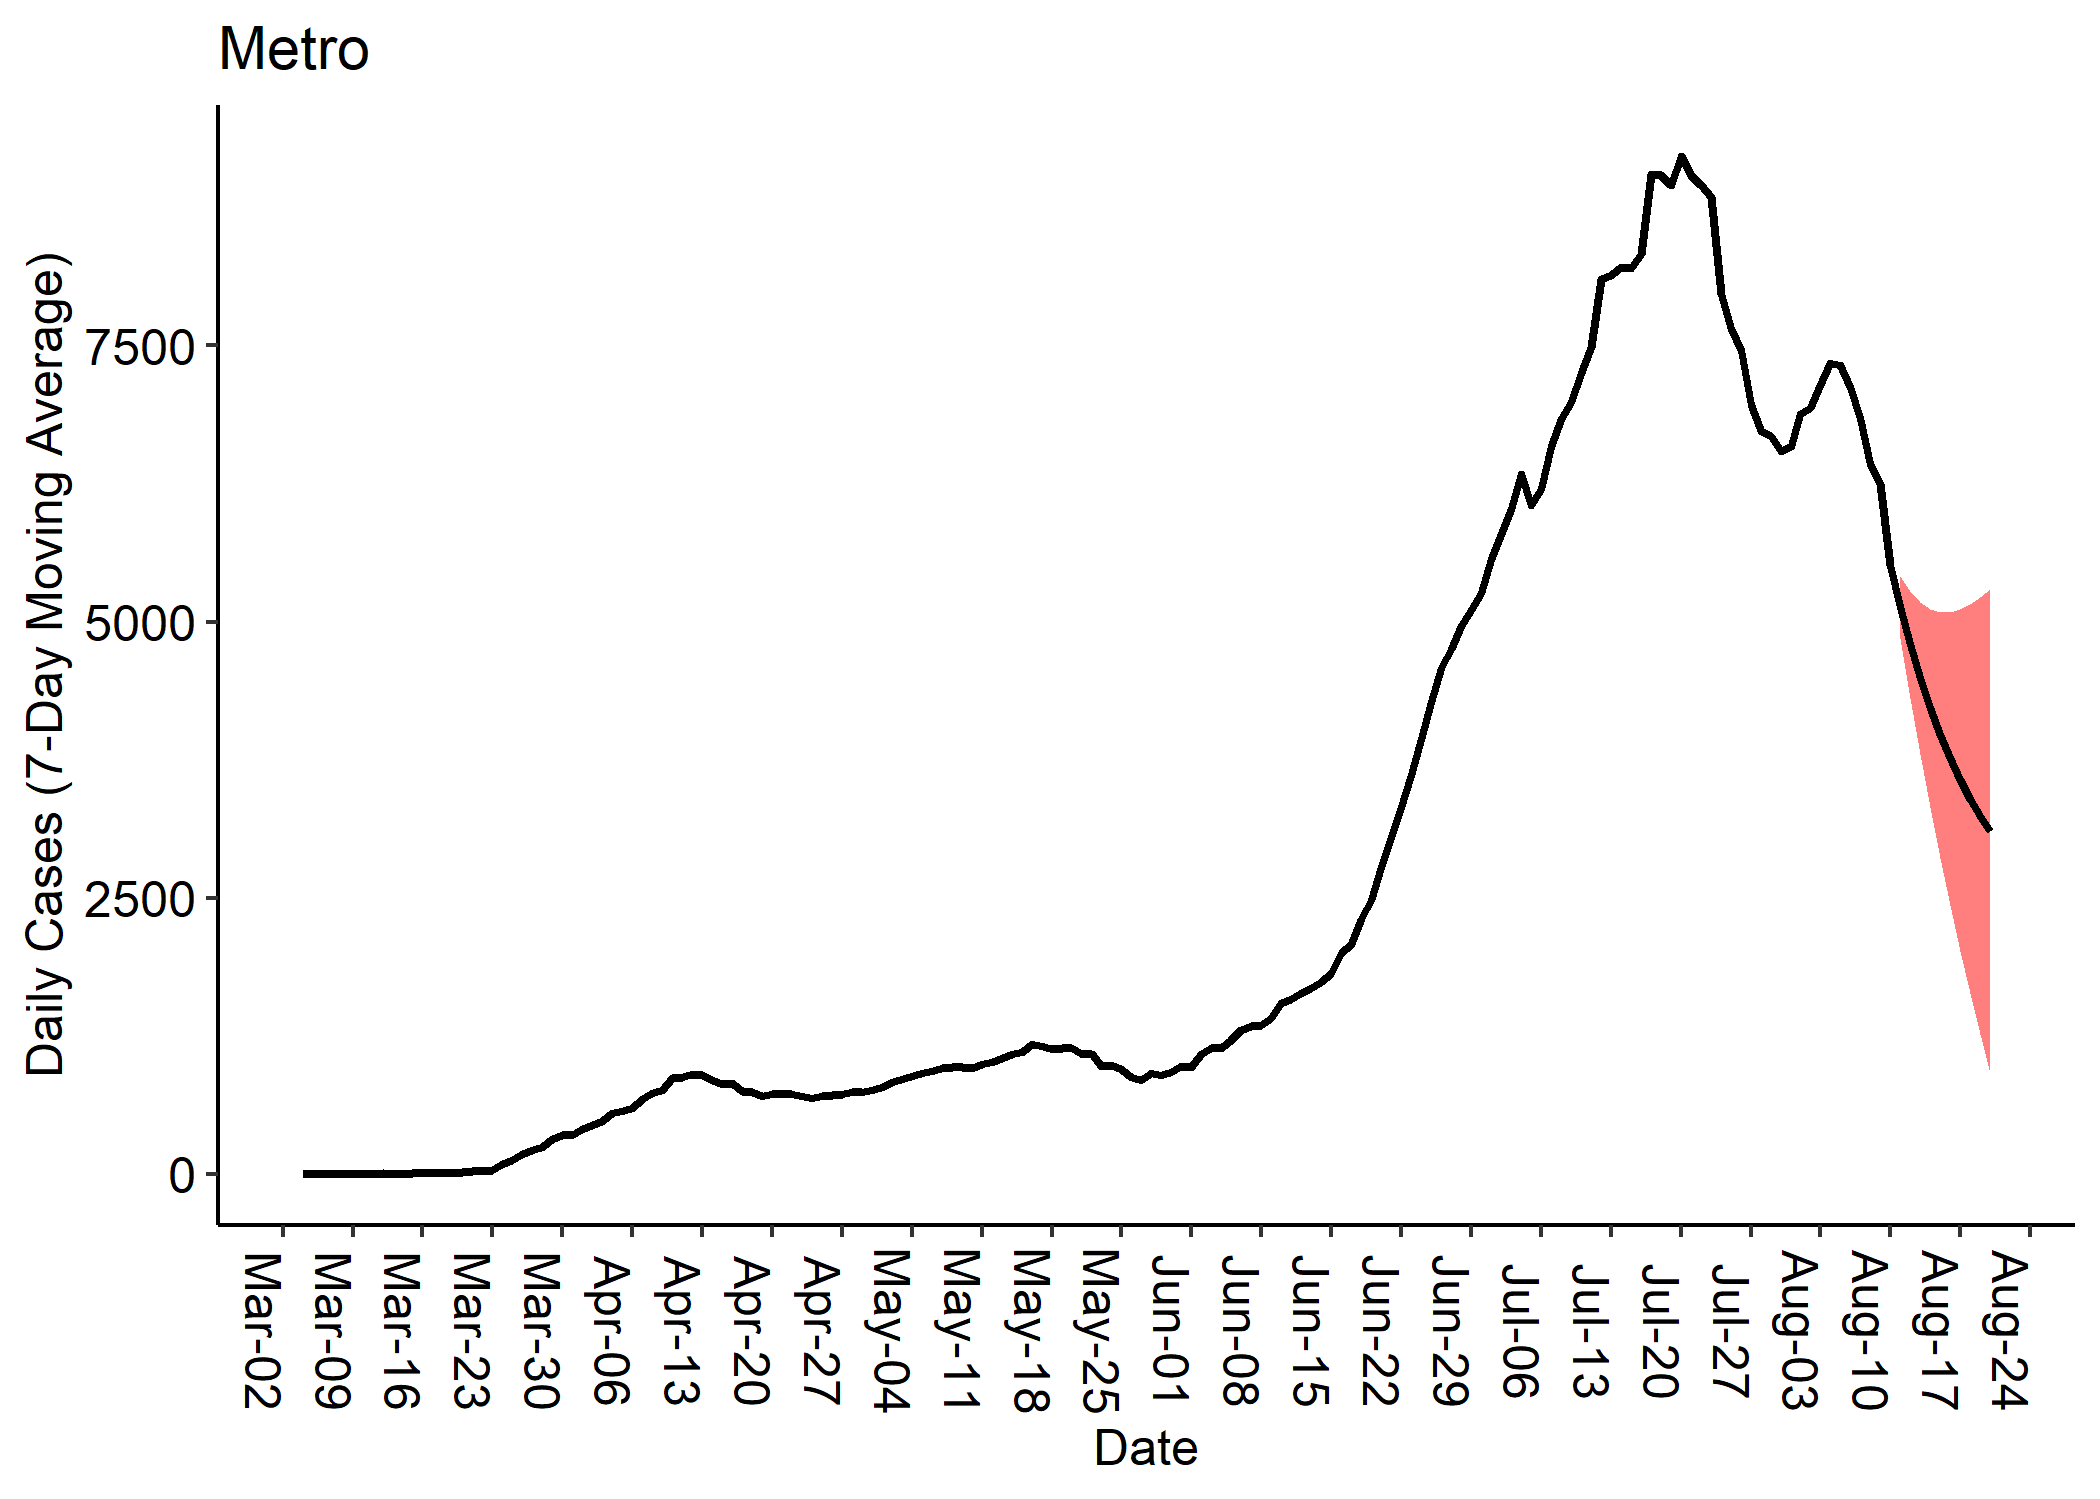 Metro
Daily Cases (7-Day Moving Average)
7500
5000
2500
0
Mar-02
Mar-09
Mar-16
Mar-23
Mar-30
Apr-06
Apr-13
Apr-20
Apr-27
May-04
May-11
May-18
May-25
Jun-01
Jun-08
Jun-15
Jun-22
Jun-29
Jul-06
Jul-13
Jul-20
Jul-27
Aug-03
Aug-10
Aug-17
Aug-24
Date